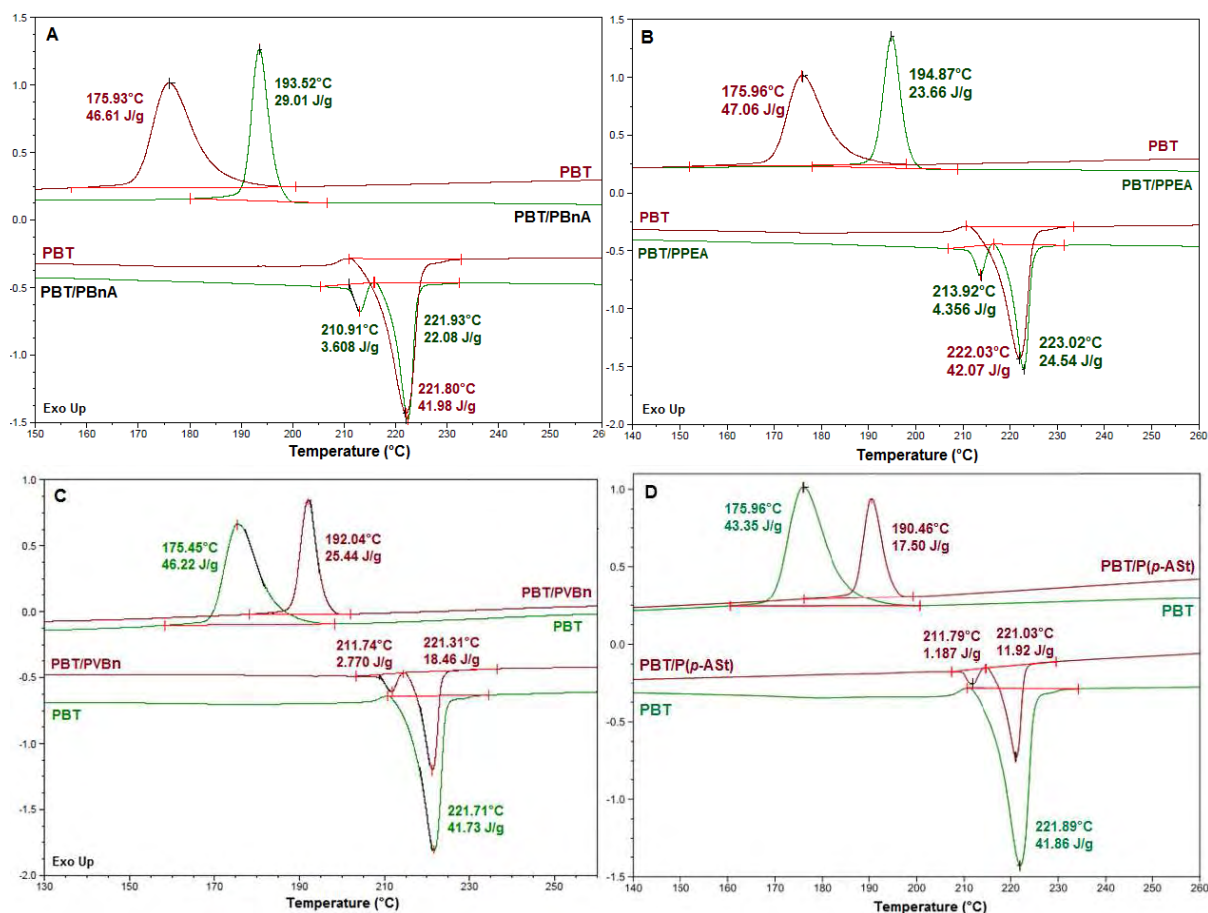 A
1.5
1.0
0.5
0.0
-0.5
-1.0
-1.5
175.93°C
46.61 J/g
193.52°C
29.01 J/g
PBT
PBT/PBnA
PBT
PBT/PBnA
210.91°C
3.608 J/g
221.93°C
22.08 J/g
221.80°C
41.98 J/g
Exo Up
150 160 170 180 190 200 210 220 230 240 250 260
Temperature (°C)
B
1.5
1.0
0.5
0.0
-0.5
-1.0
-1.5
-2.0
175.96°C
47.06 J/g
194.87°C
23.66 J/g
PBT
PBT/PPEA
PBT
PBT/PPEA
213.92°C
4.356 J/g
222.03°C
42.07 J/g
223.02°C
24.54 J/g
Exo Up
140 150 160 170 180 190 200 210 220 230 240 250 260
Temperature (°C)
C
1.0
0.5
0.0
-0.5
-1.0
-1.5
-2.0
175.45°C
46.22 J/g
192.04°C
25.44 J/g
PBT/PVBn
PBT
211.74°C
2.770 J/g
221.31°C
18.46 J/g
PBT/PVBn
PBT
221.71°C
41.73 J/g
Exo Up
130 150 170 190 210 230 250
Temperature (°C)
D
1.0
0.5
0.0
-0.5
-1.0
-1.5
175.96°C
43.35 J/g
190.46°C
17.50 J/g
PBT/P(p-ASt)
PBT
211.79°C
1.187 J/g
221.03°C
11.92 J/g
PBT/P(p-ASt)
PBT
221.89°C
41.86 J/g
Exo Up
140 150 160 170 180 190 200 210 220 230 240 250 260
Temperature (°C)